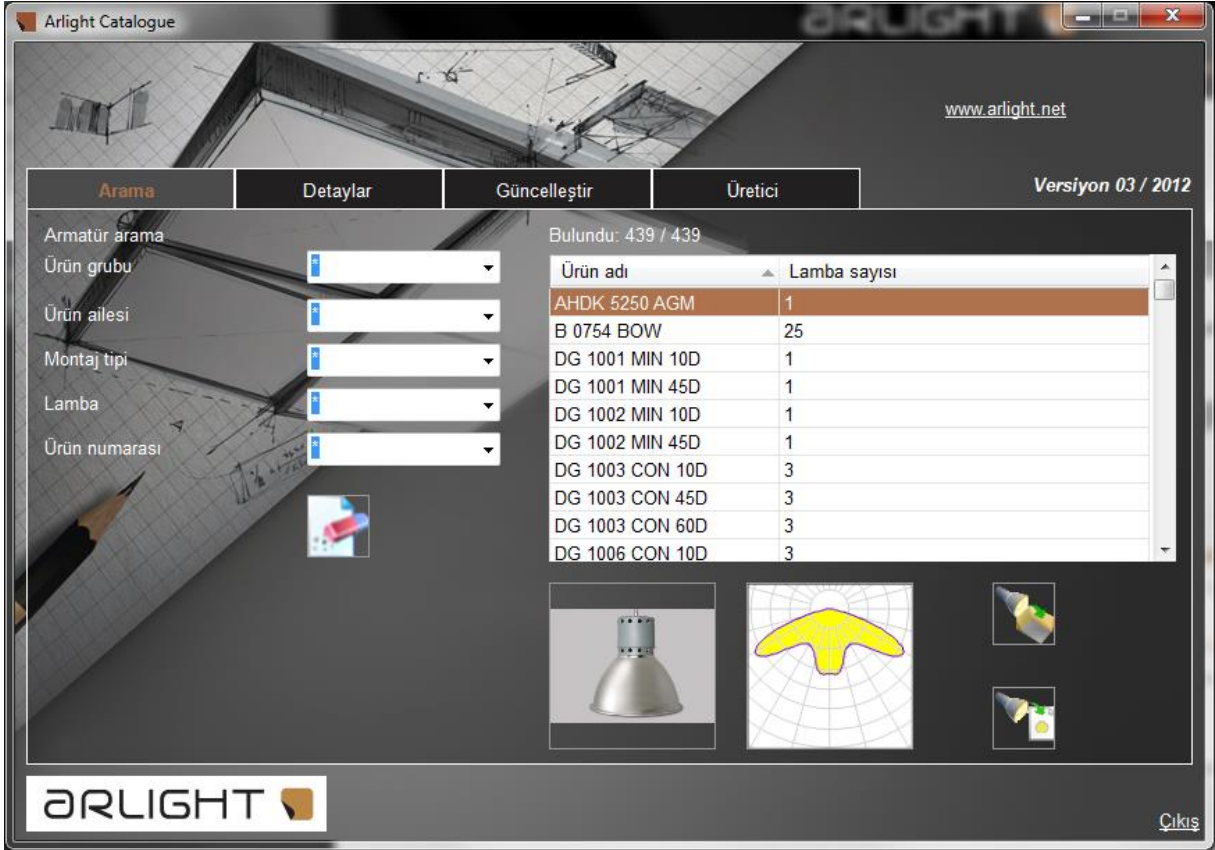 Arlight Catalogue
ARLIGHT
www.arlight.net
Arama Detaylar Güncelleştir Üretici
Versiyon 03 / 2012
Armatür arama
Ürün grubu *
Ürün ailesi *
Montaj tipi *
Lamba *
Ürün numarası *
Bulundu: 439 / 439
Ürün adı Lamba sayısı
AHDK 5250 AGM 1
B 0754 BOW 25
DG 1001 MIN 10D 1
DG 1001 MIN 45D 1
DG 1002 MIN 10D 1
DG 1002 MIN 45D 1
DG 1003 CON 10D 3
DG 1003 CON 45D 3
DG 1003 CON 60D 3
DG 1006 CON 10D 3
ARLIGHT
Çıkış